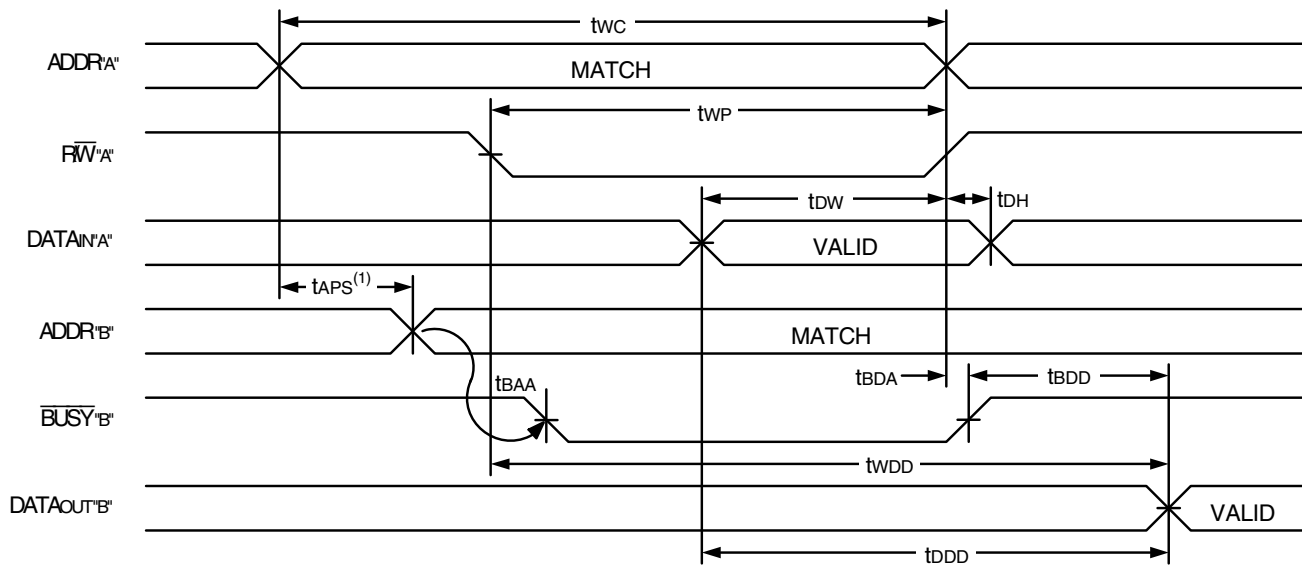 tWC
ADDR"A"
MATCH
tWP
R/W̅"A"
tDW
tDH
DATAIN"A"
VALID
tAPS(1)
ADDR"B"
MATCH
tBAA
tBDA
tBDD
B̅U̅S̅Y̅"B"
tWDD
DATAOUT"B"
VALID
tDDD